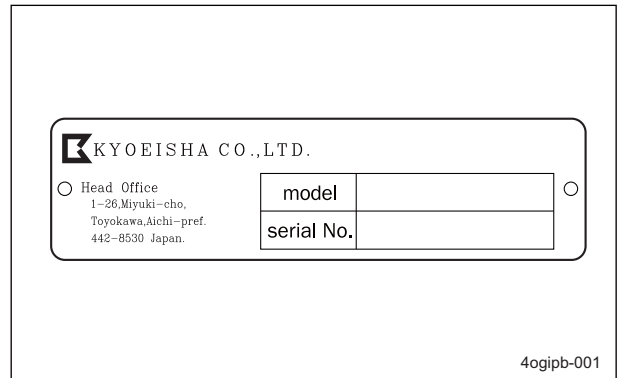 KYOEISHA CO.,LTD.
Head Office
1-26,Miyuki-cho,
Toyokawa,Aichi-pref.
442-8530 Japan.
model
serial No.
4ogipb-001